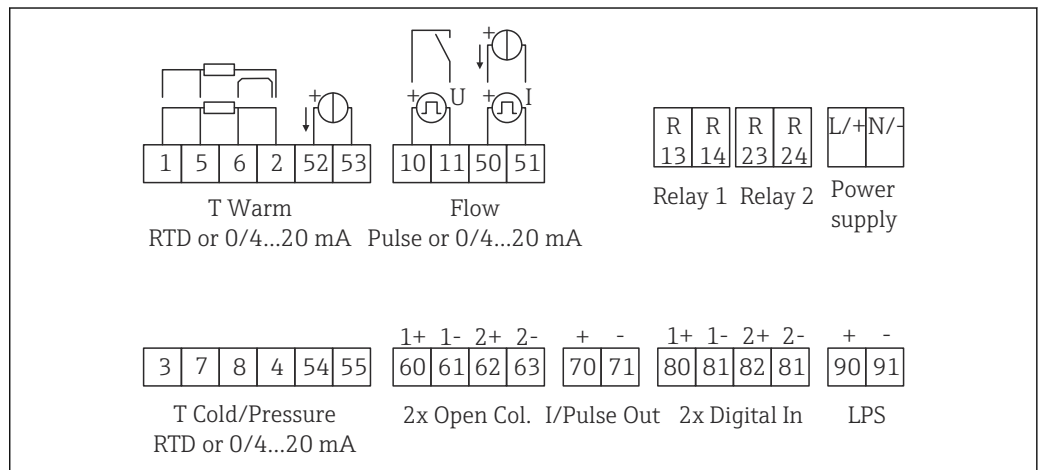 + +
+ + U + I
1 5 6 2 52 53 10 11 50 51
R R R R L/+ N/-
13 14 23 24
T Warm Flow Relay 1 Relay 2 Power
RTD or 0/4...20 mA Pulse or 0/4...20 mA supply
1+ 1- 2+ 2- + - 1+ 1- 2+ 2- + -
3 7 8 4 54 55 60 61 62 63 70 71 80 81 82 81 90 91
T Cold/Pressure 2x Open Col. I/Pulse Out 2x Digital In LPS
RTD or 0/4...20 mA